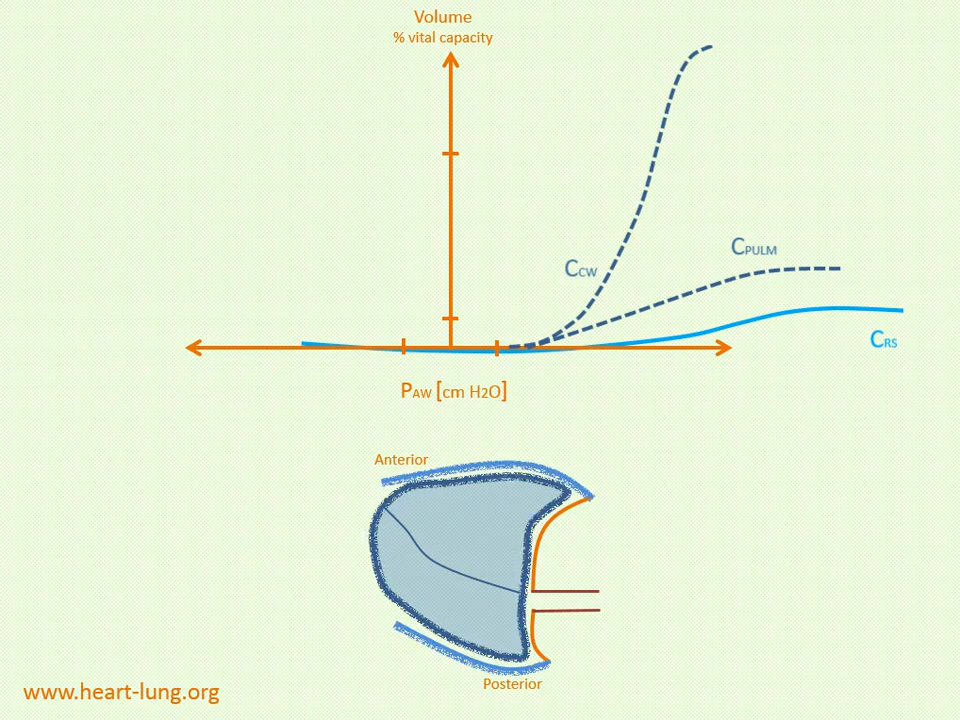 Volume
% vital capacity
CCW
CPULM
CRS
PAW [cm H2O]
Anterior
Posterior
www.heart-lung.org